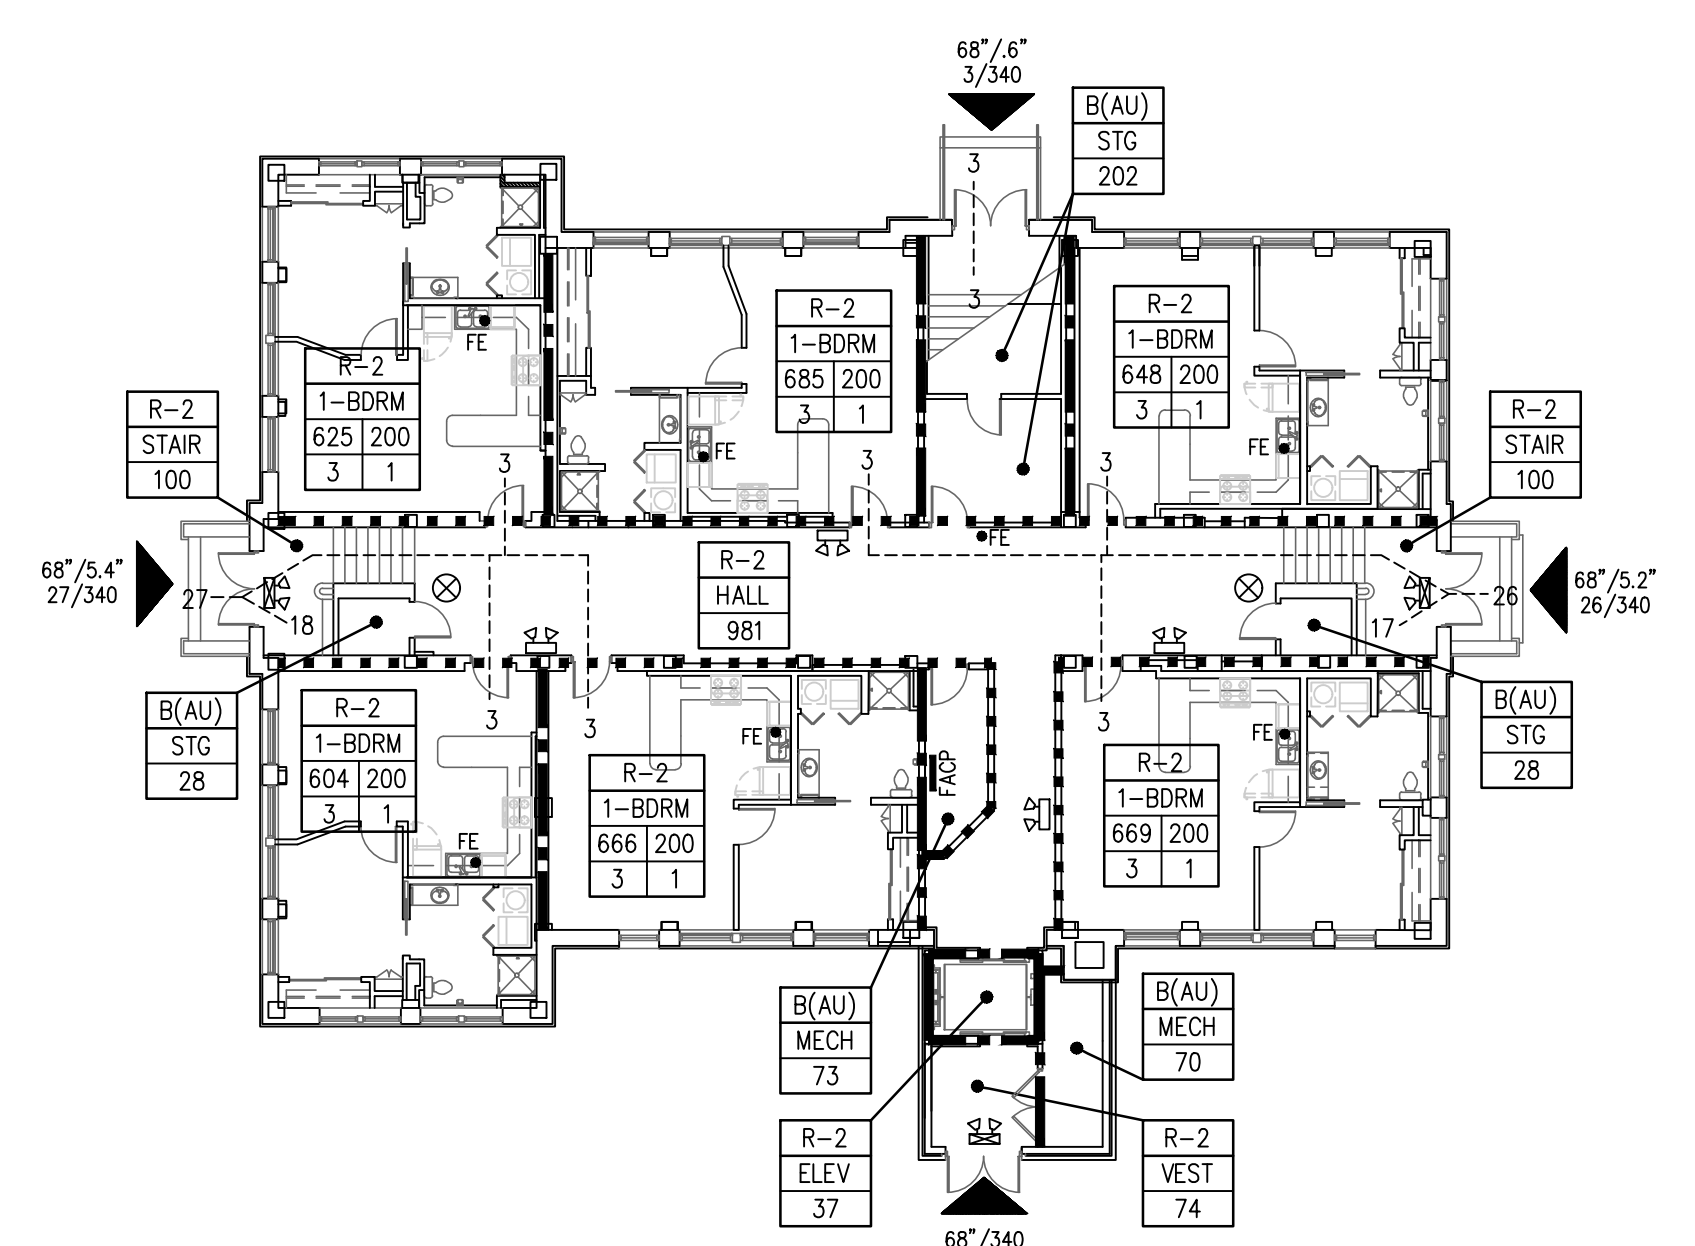 68"/.6"
3/340
B(AU)
STG
202
3
3
R-2
1-BDRM
625 200
3 1
FE
R-2
1-BDRM
685 200
3 1
FE
R-2
1-BDRM
648 200
3 1
FE
R-2
STAIR
100
R-2
STAIR
100
3
3
3
FE
68"/5.4"
27/340
27
18
R-2
HALL
981
17
26
68"/5.2"
26/340
B(AU)
STG
28
R-2
1-BDRM
604 200
3 1
FE
3
3
R-2
1-BDRM
666 200
3 1
FE
FACP
3
R-2
1-BDRM
669 200
3 1
FE
B(AU)
STG
28
B(AU)
MECH
73
B(AU)
MECH
70
R-2
ELEV
37
R-2
VEST
74
68"/340